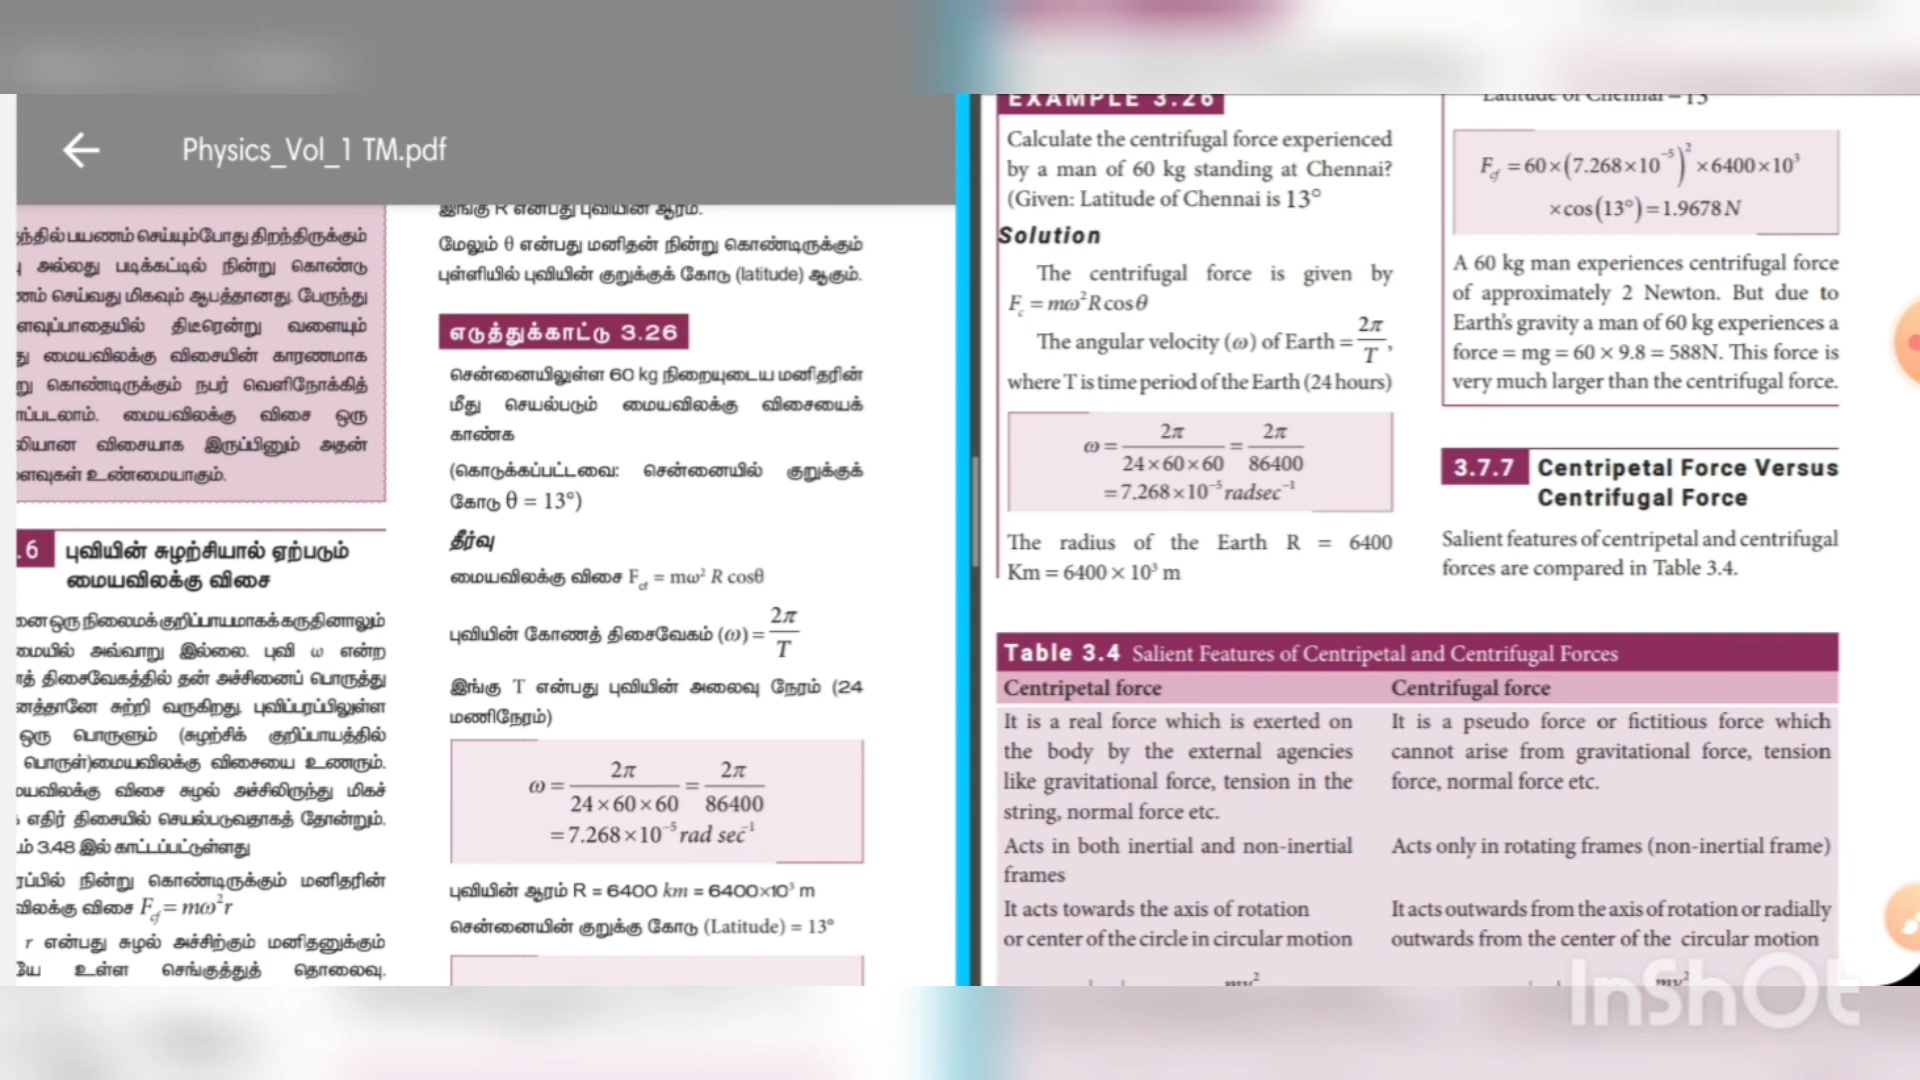 Physics_Vol_1 TM.pdf
பயணம் செய்யும்போது திறந்திருக்கும்
அல்லது படிக்கட்டில் நின்று கொண்டு
செய்வது மிகவும் ஆபத்தானது. பேருந்து
திடீரென்று வளையும்
து மையவிலக்கு விசையின் காரணமாக
று கொண்டிருக்கும் நபர் வெளிநோக்கித்
மையவிலக்கு விசை ஒரு
விசையாக இருப்பினும் அதன்
உண்மையாகும்.
.6 புவியின் சுழற்சியால் ஏற்படும்
மையவிலக்கு விசை
ஒரு நிலைமக் குறிப்பாயமாகக் கருதினாலும்
அவ்வாறு இல்லை. புவி ω என்ற
திசைவேகத்தில் தன் அச்சினைப் பொருத்து
சுற்றி வருகிறது. புவிப்பரப்பிலுள்ள
ஒரு பொருளும் (சுழற்சிக் குறிப்பாயத்தில்
பொருள்)மையவிலக்கு விசையை உணரும்.
விசை சுழல் அச்சிலிருந்து மிகச்
எதிர் திசையில் செயல்படுவதாகத் தோன்றும்.
3.48 இல் காட்டப்பட்டுள்ளது
நின்று கொண்டிருக்கும் மனிதரின்
விசை F_cf = mω²r
r என்பது சுழல் அச்சிற்கும் மனிதனுக்கும்
உள்ள செங்குத்துத் தொலைவு.
இங்கு R என்பது புவியின் ஆரம்.
மேலும் θ என்பது மனிதன் நின்று கொண்டிருக்கும்
புள்ளியில் புவியின் குறுக்குக் கோடு (latitude) ஆகும்.
எடுத்துக்காட்டு 3.26
சென்னையிலுள்ள 60 kg நிறையுடைய மனிதரின்
மீது செயல்படும் மையவிலக்கு விசையைக்
காண்க
(கொடுக்கப்பட்டவை: சென்னையில் குறுக்குக்
கோடு θ = 13°)
தீர்வு
மையவிலக்கு விசை F_cf = mω² R cosθ
புவியின் கோணத் திசைவேகம் (ω) = 2π/T
இங்கு T என்பது புவியின் அலைவு நேரம் (24
மணிநேரம்)
ω = 2π/(24×60×60) = 2π/86400
= 7.268×10⁻⁵ rad sec⁻¹
புவியின் ஆரம் R = 6400 km = 6400×10³ m
சென்னையின் குறுக்கு கோடு (Latitude) = 13°
EXAMPLE 3.26
Calculate the centrifugal force experienced
by a man of 60 kg standing at Chennai?
(Given: Latitude of Chennai is 13°
Solution
The centrifugal force is given by
F_c = mω²R cosθ
The angular velocity (ω) of Earth = 2π/T,
where T is time period of the Earth (24 hours)
ω = 2π/(24×60×60) = 2π/86400
= 7.268×10⁻⁵ radsec⁻¹
The radius of the Earth R = 6400
Km = 6400 × 10³ m
Latitude of Chennai = 13
F_cf = 60×(7.268×10⁻⁵)²×6400×10³
×cos(13°) = 1.9678N
A 60 kg man experiences centrifugal force
of approximately 2 Newton. But due to
Earth's gravity a man of 60 kg experiences a
force = mg = 60 × 9.8 = 588N. This force is
very much larger than the centrifugal force.
3.7.7 Centripetal Force Versus
Centrifugal Force
Salient features of centripetal and centrifugal
forces are compared in Table 3.4.
Table 3.4 Salient Features of Centripetal and Centrifugal Forces
Centripetal force
It is a real force which is exerted on
the body by the external agencies
like gravitational force, tension in the
string, normal force etc.
Acts in both inertial and non-inertial
frames
It acts towards the axis of rotation
or center of the circle in circular motion
mv²
Centrifugal force
It is a pseudo force or fictitious force which
cannot arise from gravitational force, tension
force, normal force etc.
Acts only in rotating frames (non-inertial frame)
It acts outwards from the axis of rotation or radially
outwards from the center of the circular motion
mv²
InShOt